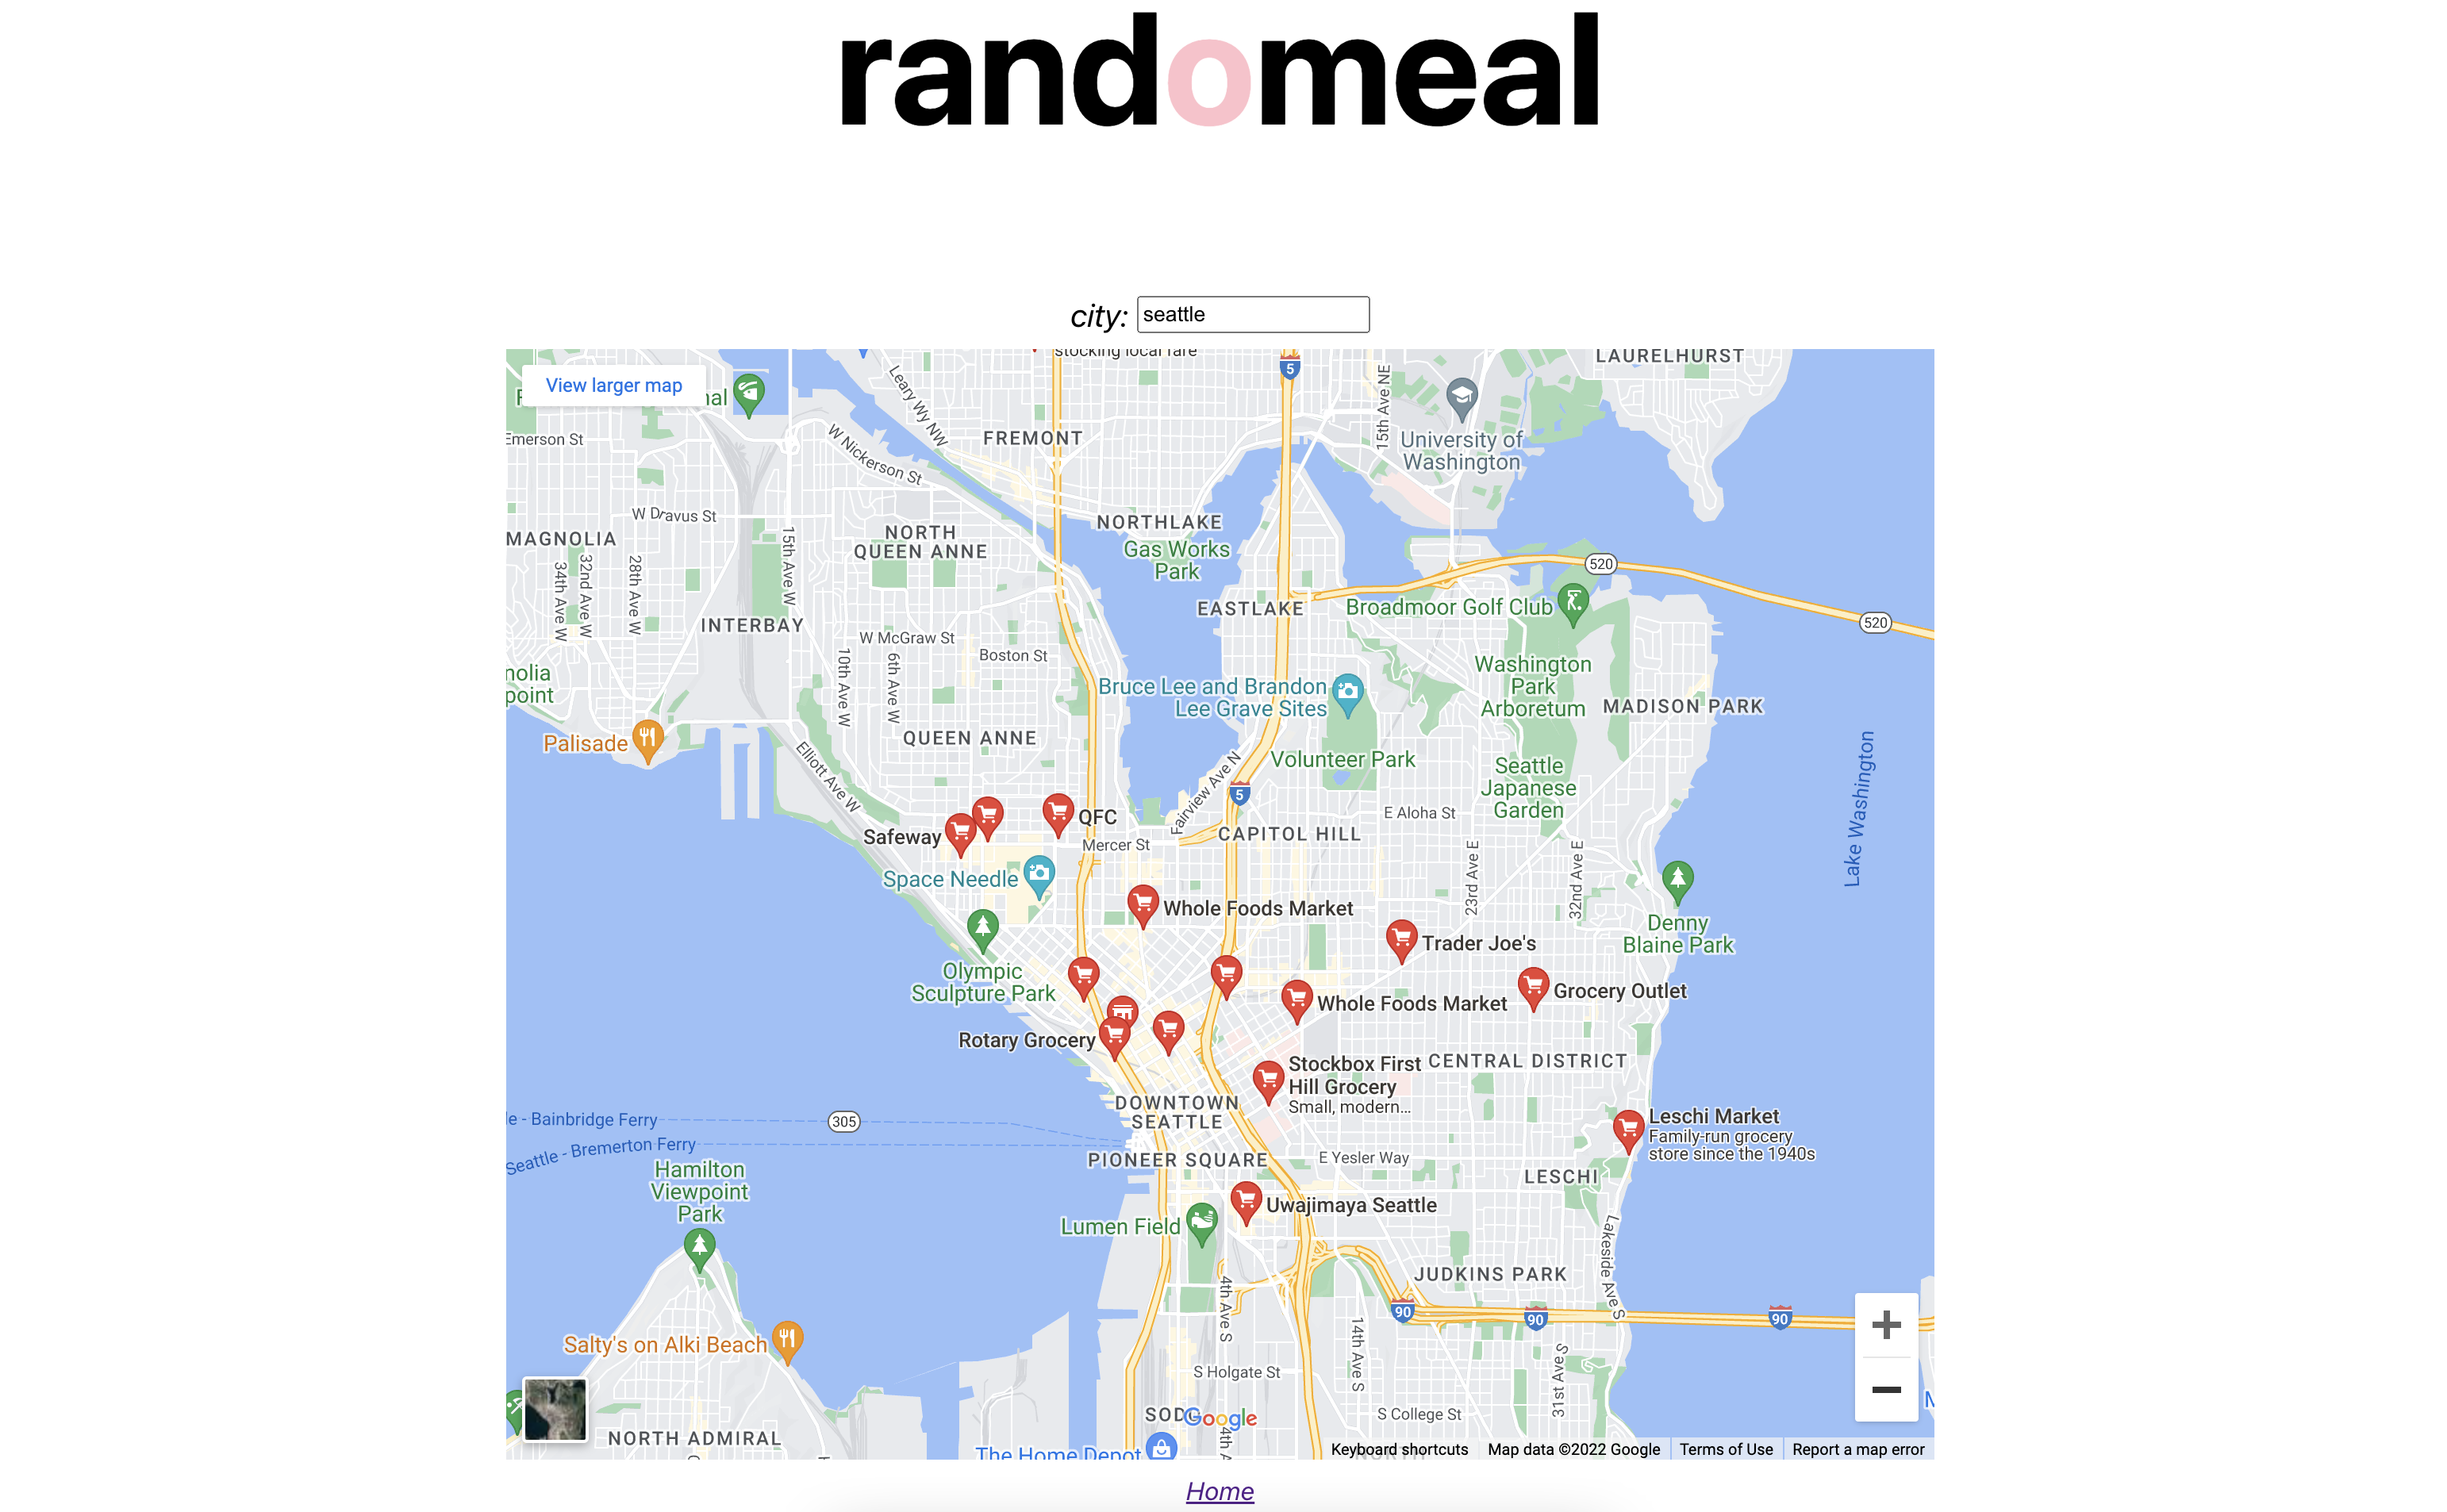 randomeal
city: seattle
stocking local fare
LAURELHURST
View larger map
nal
5
15th Ave NE
Leary Wy NW
Emerson St
FREMONT
University of
Washington
W Nickerson St
W Dravus St
MAGNOLIA
NORTH
QUEEN ANNE
NORTHLAKE
Gas Works
Park
15th Ave W
34th Ave W
32nd Ave W
28th Ave W
520
EASTLAKE
Broadmoor Golf Club
520
INTERBAY
W McGraw St
Boston St
10th Ave W
6th Ave W
nolia
point
Washington
Park
Arboretum
MADISON PARK
Bruce Lee and Brandon
Lee Grave Sites
Palisade
QUEEN ANNE
Elliott Ave W
Fairview Ave N
Volunteer Park
Seattle
Japanese
Garden
Lake Washington
5
Safeway
QFC
E Aloha St
CAPITOL HILL
Mercer St
Space Needle
23rd Ave E
32nd Ave E
Whole Foods Market
Denny
Blaine Park
Trader Joe's
Olympic
Sculpture Park
Grocery Outlet
Whole Foods Market
Rotary Grocery
Stockbox First
Hill Grocery
Small, modern...
CENTRAL DISTRICT
DOWNTOWN
SEATTLE
le - Bainbridge Ferry
305
Seattle - Bremerton Ferry
Leschi Market
Family-run grocery
store since the 1940s
PIONEER SQUARE
E Yesler Way
Hamilton
Viewpoint
Park
LESCHI
Uwajimaya Seattle
Lumen Field
Lakeside Ave S
JUDKINS PARK
4th Ave S
90
90
90
14th Ave S
Salty's on Alki Beach
31st Ave S
S Holgate St
SODO
Google
S College St
4th A
NORTH ADMIRAL
The Home Depot
NORTH
Keyboard shortcuts
Map data ©2022 Google
Terms of Use
Report a map error
Home